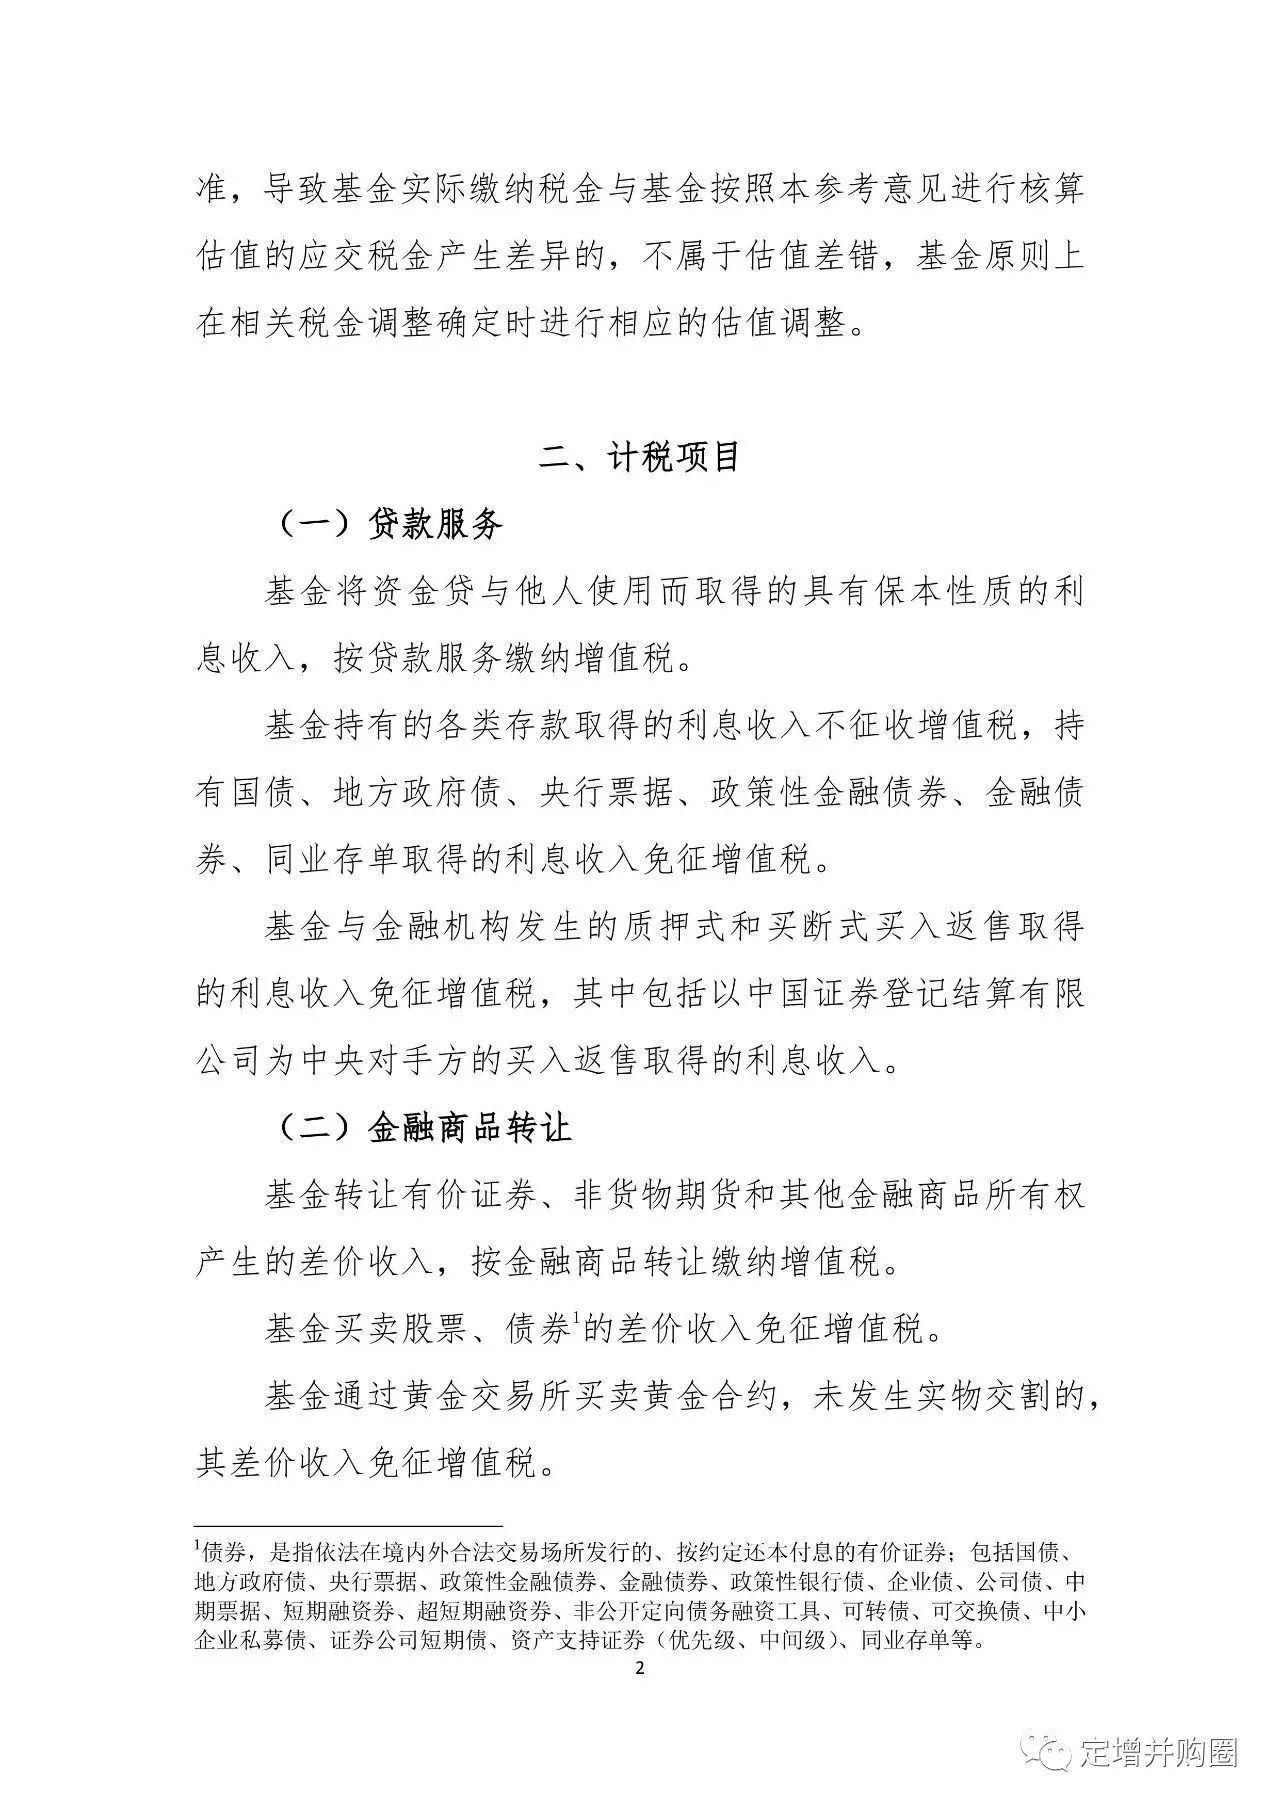 准，导致基金实际缴纳税金与基金按照本参考意见进行核算
估值的应交税金产生差异的，不属于估值差错，基金原则上
在相关税金调整确定时进行相应的估值调整。
二、计税项目
（一）贷款服务
基金将资金贷与他人使用而取得的具有保本性质的利
息收入，按贷款服务缴纳增值税。
基金持有的各类存款取得的利息收入不征收增值税，持
有国债、地方政府债、央行票据、政策性金融债券、金融债
券、同业存单取得的利息收入免征增值税。
基金与金融机构发生的质押式和买断式买入返售取得
的利息收入免征增值税，其中包括以中国证券登记结算有限
公司为中央对手方的买入返售取得的利息收入。
（二）金融商品转让
基金转让有价证券、非货物期货和其他金融商品所有权
产生的差价收入，按金融商品转让缴纳增值税。
基金买卖股票、债券1的差价收入免征增值税。
基金通过黄金交易所买卖黄金合约，未发生实物交割的，
其差价收入免征增值税。
1债券，是指依法在境内外合法交易场所发行的、按约定还本付息的有价证券；包括国债、
地方政府债、央行票据、政策性金融债券、金融债券、政策性银行债、企业债、公司债、中
期票据、短期融资券、超短期融资券、非公开定向债务融资工具、可转债、可交换债、中小
企业私募债、证券公司短期债、资产支持证券（优先级、中间级）、同业存单等。
2
定增并购圈